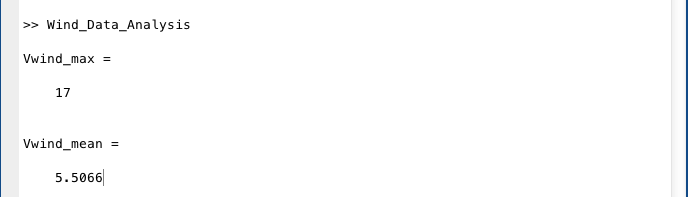 >> Wind_Data_Analysis
Vwind_max =
17
Vwind_mean =
5.5066